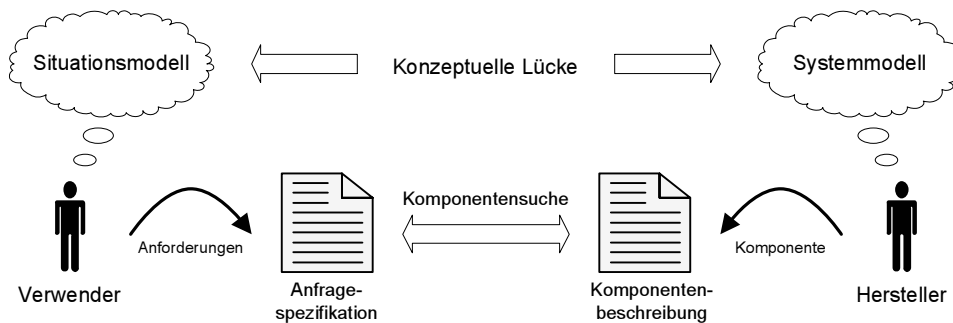 Situationsmodell
Konzeptuelle Lücke
Systemmodell
Komponentensuche
Anforderungen
Komponente
Verwender
Anfrage-
spezifikation
Komponenten-
beschreibung
Hersteller